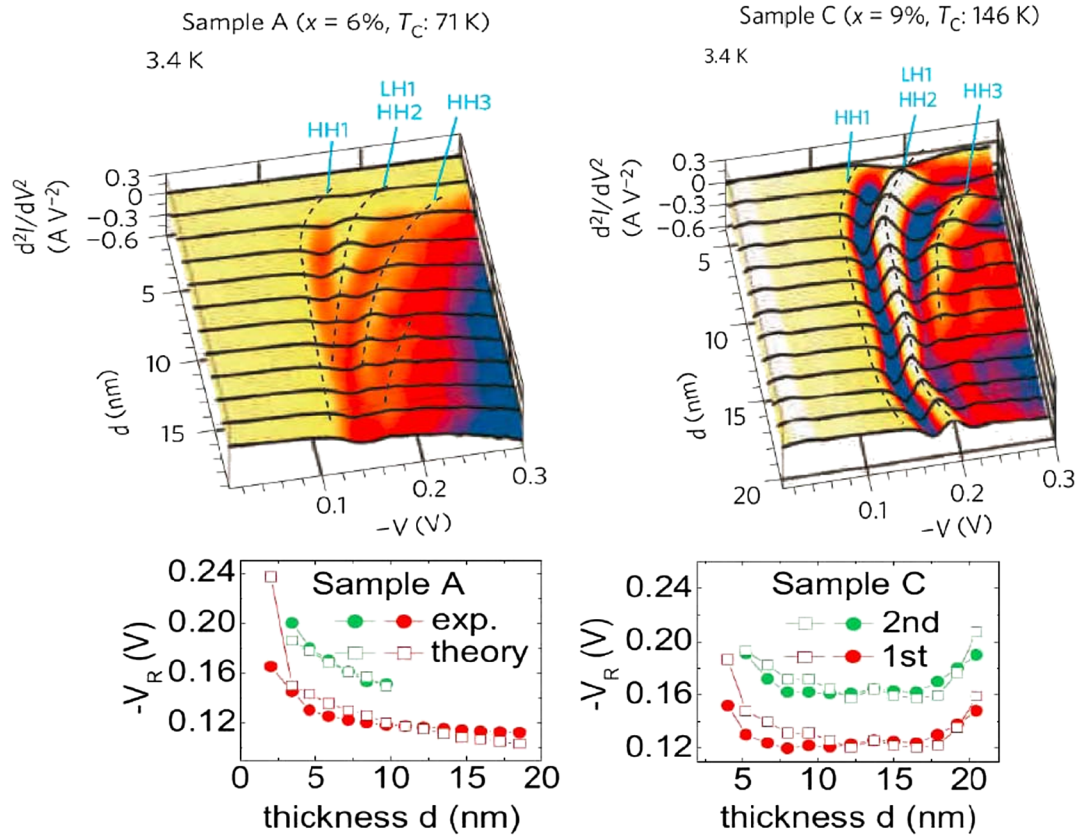 Sample A (x = 6%, TC: 71 K)
3.4 K
HH1
LH1
HH2
HH3
d²I/dV²
(A V⁻²)
0.3
0
−0.3
−0.6
5
10
15
d (nm)
0.1
0.2
0.3
−V (V)
Sample C (x = 9%, TC: 146 K)
3.4 K
HH1
LH1
HH2
HH3
d²I/dV²
(A V⁻²)
0.3
0
−0.3
−0.6
5
10
15
20
d (nm)
0.1
0.2
0.3
−V (V)
Sample A
exp.
theory
-VR (V)
0.24
0.20
0.16
0.12
0 5 10 15 20
thickness d (nm)
Sample C
2nd
1st
-VR (V)
0.24
0.20
0.16
0.12
5 10 15 20
thickness d (nm)